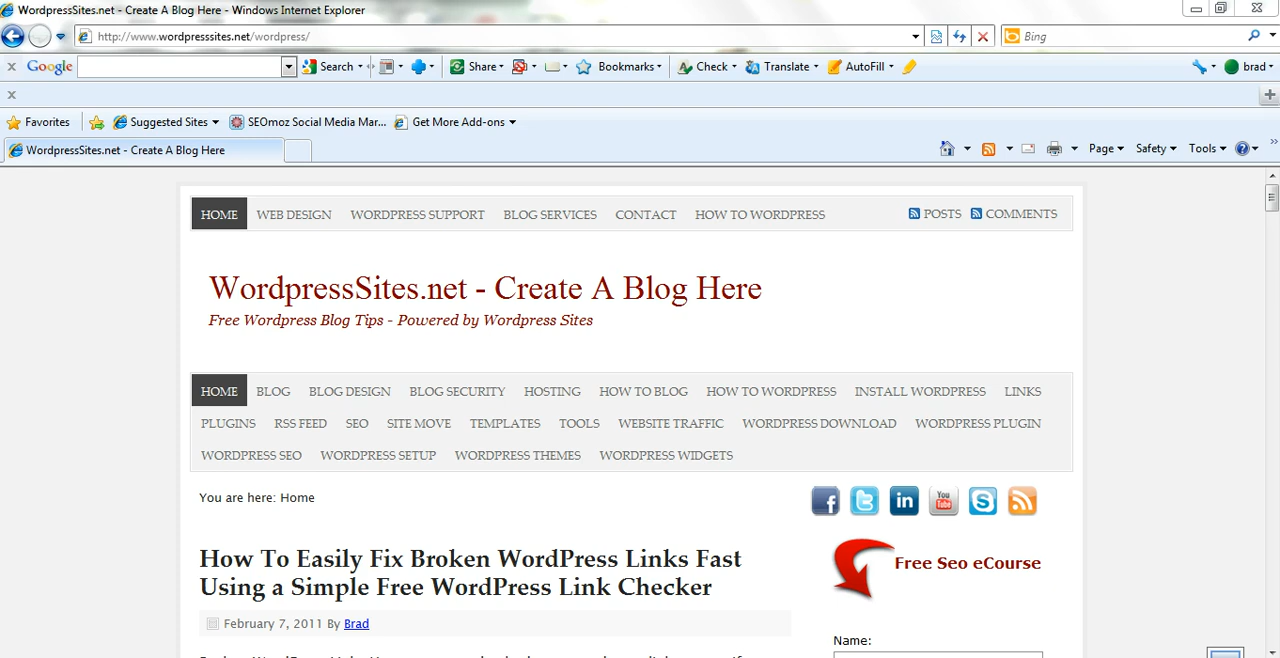 WordpressSites.net - Create A Blog Here - Windows Internet Explorer
http://www.wordpresssites.net/wordpress/
Bing
x Google Search Share Bookmarks Check Translate AutoFill brad
x
Favorites Suggested Sites SEOmoz Social Media Mar... Get More Add-ons
WordpressSites.net - Create A Blog Here Page Safety Tools
HOME WEB DESIGN WORDPRESS SUPPORT BLOG SERVICES CONTACT HOW TO WORDPRESS POSTS COMMENTS
WordpressSites.net - Create A Blog Here
Free Wordpress Blog Tips - Powered by Wordpress Sites
HOME BLOG BLOG DESIGN BLOG SECURITY HOSTING HOW TO BLOG HOW TO WORDPRESS INSTALL WORDPRESS LINKS
PLUGINS RSS FEED SEO SITE MOVE TEMPLATES TOOLS WEBSITE TRAFFIC WORDPRESS DOWNLOAD WORDPRESS PLUGIN
WORDPRESS SEO WORDPRESS SETUP WORDPRESS THEMES WORDPRESS WIDGETS
You are here: Home
f t in You Tube S
How To Easily Fix Broken WordPress Links Fast
Using a Simple Free WordPress Link Checker
February 7, 2011 By Brad
Free Seo eCourse
Name: